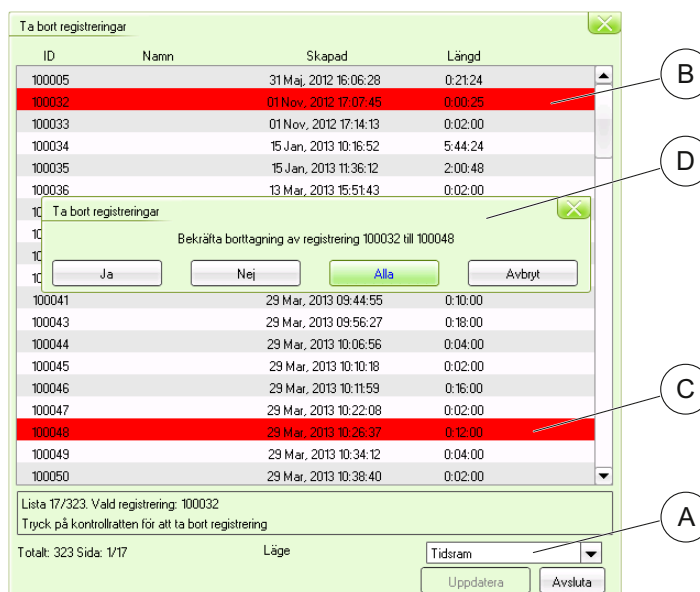 Ta bort registreringar
ID Namn Skapad Längd
100005 31 Maj, 2012 16:06:28 0:21:24
B
100032 01 Nov, 2012 17:07:45 0:00:25
100033 01 Nov, 2012 17:14:13 0:02:00
100034 15 Jan, 2013 10:16:52 5:44:24
D
100035 15 Jan, 2013 11:36:12 2:00:48
100036 13 Mar, 2013 15:51:43 0:02:00
Ta bort registreringar
Bekräfta borttagning av registrering 100032 till 100048
Ja Nej Alla Avbryt
100041 29 Mar, 2013 09:44:55 0:10:00
100043 29 Mar, 2013 09:56:27 0:18:00
100044 29 Mar, 2013 10:06:56 0:04:00
100045 29 Mar, 2013 10:10:18 0:02:00
100046 29 Mar, 2013 10:11:59 0:16:00
C
100047 29 Mar, 2013 10:22:08 0:02:00
100048 29 Mar, 2013 10:26:37 0:12:00
100049 29 Mar, 2013 10:34:12 0:04:00
100050 29 Mar, 2013 10:38:40 0:02:00
Lista 17/323. Vald registrering: 100032
Tryck på kontrollratten för att ta bort registrering
A
Totalt: 323 Sida: 1/17 Läge Tidsram
Uppdatera Avsluta